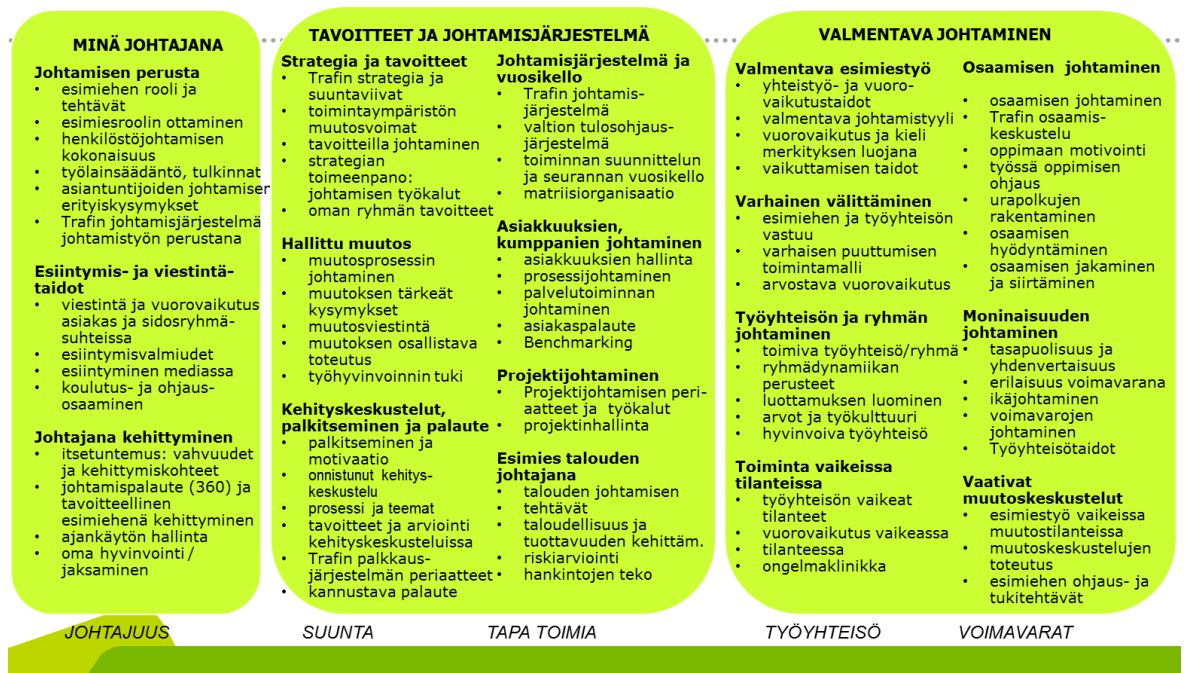 MINÄ JOHTAJANA
Johtamisen perusta
• esimiehen rooli ja
tehtävät
• esimiesroolin ottaminen
• henkilöstöjohtamisen
kokonaisuus
• työlainsäädäntö, tulkinnat
• asiantuntijoiden johtamisen
erityiskysymykset
• Trafin johtamisjärjestelmä
johtamistyön perustana
Esiintymis- ja viestintä-
taidot
• viestintä ja vuorovaikutus
asiakas ja sidosryhmä-
suhteissa
• esiintymisvalmiudet
• esiintyminen mediassa
• koulutus- ja ohjaus-
osaaminen
Johtajana kehittyminen
• itsetuntemus: vahvuudet
ja kehittymiskohteet
• johtamispalaute (360) ja
tavoitteellinen
esimiehenä kehittyminen
• ajankäytön hallinta
• oma hyvinvointi/
jaksaminen
TAVOITTEET JA JOHTAMISJÄRJESTELMÄ
Strategia ja tavoitteet
• Trafin strategia ja
suuntaviivat
• toimintaympäristön
muutosvoimat
• tavoitteilla johtaminen
• strategian
toimeenpano:
johtamisen työkalut
• oman ryhmän tavoitteet
Hallittu muutos
• muutosprosessin
johtaminen
• muutoksen tärkeät
kysymykset
• muutosviestintä
• muutoksen osallistava
toteutus
• työhyvinvoinnin tuki
Kehityskeskustelut,
palkitseminen ja palaute
• palkitseminen ja
motivaatio
• onnistunut kehitys-
keskustelu
• prosessi ja teemat
• tavoitteet ja arviointi
kehityskeskusteluissa
• Trafin palkkaus-
järjestelmän periaatteet
• kannustava palaute
Johtamisjärjestelmä ja
vuosikello
• Trafin johtamis-
järjestelmä
• valtion tulosohjaus-
järjestelmä
• toiminnan suunnittelun
ja seurannan vuosikello
• matriisiorganisaatio
Asiakkuuksien,
kumppanien johtaminen
• asiakkuuksien hallinta
• prosessijohtaminen
• palvelutoiminnan
johtaminen
• asiakaspalaute
• Benchmarking
Projektijohtaminen
• Projektijohtamisen peri-
aatteet ja työkalut
• projektinhallinta
Esimies talouden
johtajana
• talouden johtamisen
• tehtävät
• taloudellisuus ja
tuottavuuden kehittäm.
• riskiarviointi
• hankintojen teko
VALMENTAVA JOHTAMINEN
Valmentava esimiestyö
• yhteistyö- ja vuoro-
vaikutustaidot
• valmentava johtamistyyli
• vuorovaikutus ja kieli
merkityksen luojana
• vaikuttamisen taidot
Varhainen välittäminen
• esimiehen ja työyhteisön
vastuu
• varhaisen puuttumisen
toimintamalli
• arvostava vuorovaikutus
Työyhteisön ja ryhmän
johtaminen
• toimiva työyhteisö/ryhmä
• ryhmädynamiikan
perusteet
• luottamuksen luominen
• arvot ja työkulttuuri
• hyvinvoiva työyhteisö
Toiminta vaikeissa
tilanteissa
• työyhteisön vaikeat
tilanteet
• vuorovaikutus vaikeassa
• tilanteessa
• ongelmaklinikka
Osaamisen johtaminen
• osaamisen johtaminen
• Trafin osaamis-
keskustelu
• oppimaan motivointi
• työssä oppimisen
ohjaus
• urapolkujen
rakentaminen
• osaamisen
hyödyntäminen
• osaamisen jakaminen
ja siirtäminen
Moninaisuuden
johtaminen
• tasapuolisuus ja
yhdenvertaisuus
• erilaisuus voimavarana
• ikäjohtaminen
• voimavarojen
johtaminen
• Työyhteisötaidot
Vaativat
muutoskeskustelut
• esimiestyö vaikeissa
muutostilanteissa
• muutoskeskustelujen
toteutus
• esimiehen ohjaus- ja
tukitehtävät
JOHTAJUUS
SUUNTA
TAPA TOIMIA
TYÖYHTEISÖ
VOIMAVARAT